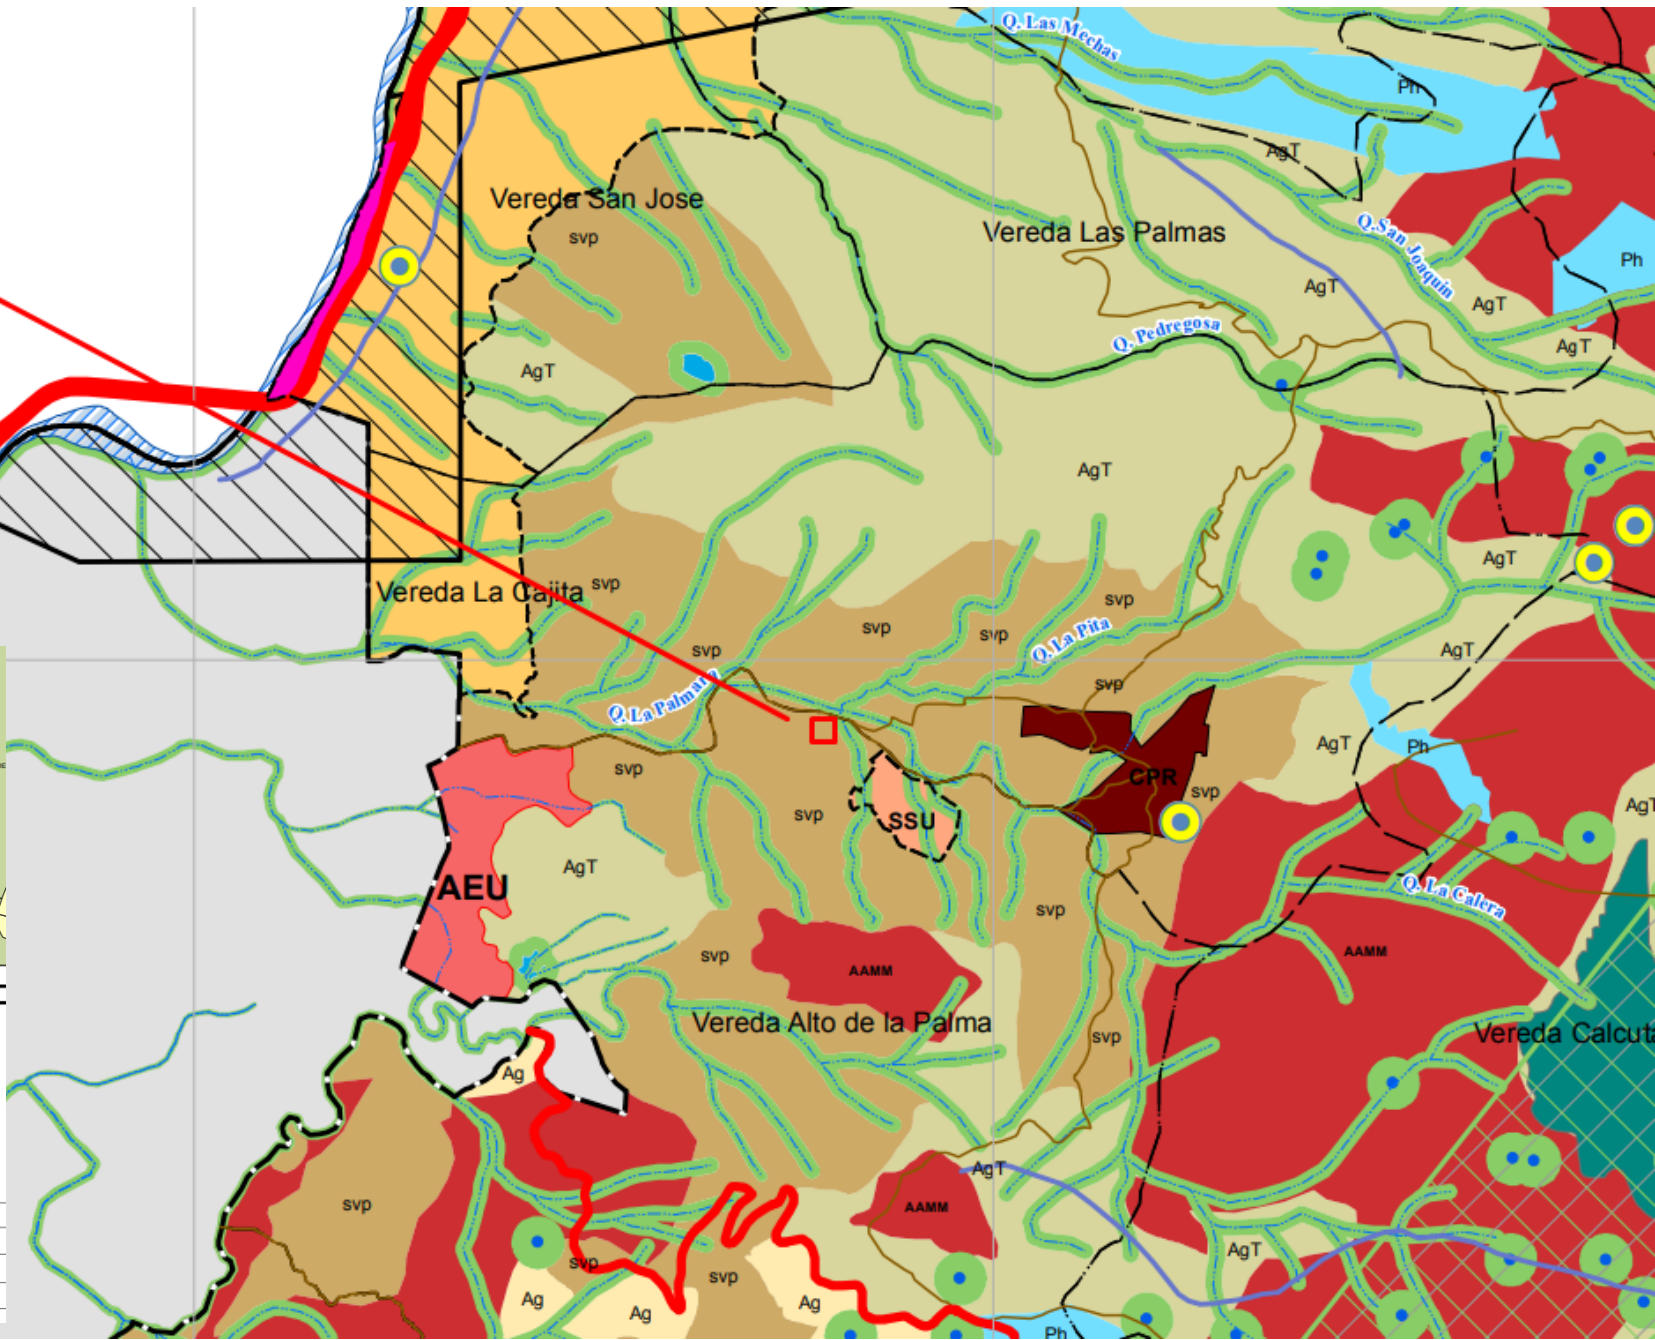 Q. Las Mechas
Ph
AgT
Vereda San Jose
svp
Vereda Las Palmas
Q.San Joaquin
Ph
AgT
AgT
Q. Pedregosa
AgT
AgT
AgT
AgT
Vereda La Cajita
svp
svp
svp
svp
svp
Q. La Pita
AgT
svp
Q. La Palmara
AgT
Ph
svp
CPR
svp
AgT
svp
SSU
AgT
AEU
Q. La Calera
svp
svp
AAMM
AAMM
Vereda Alto de la Palma
svp
Vereda Calcuta
Ag
AgT
svp
AAMM
AgT
svp
svp
Ag
Ag
Ag
Ph